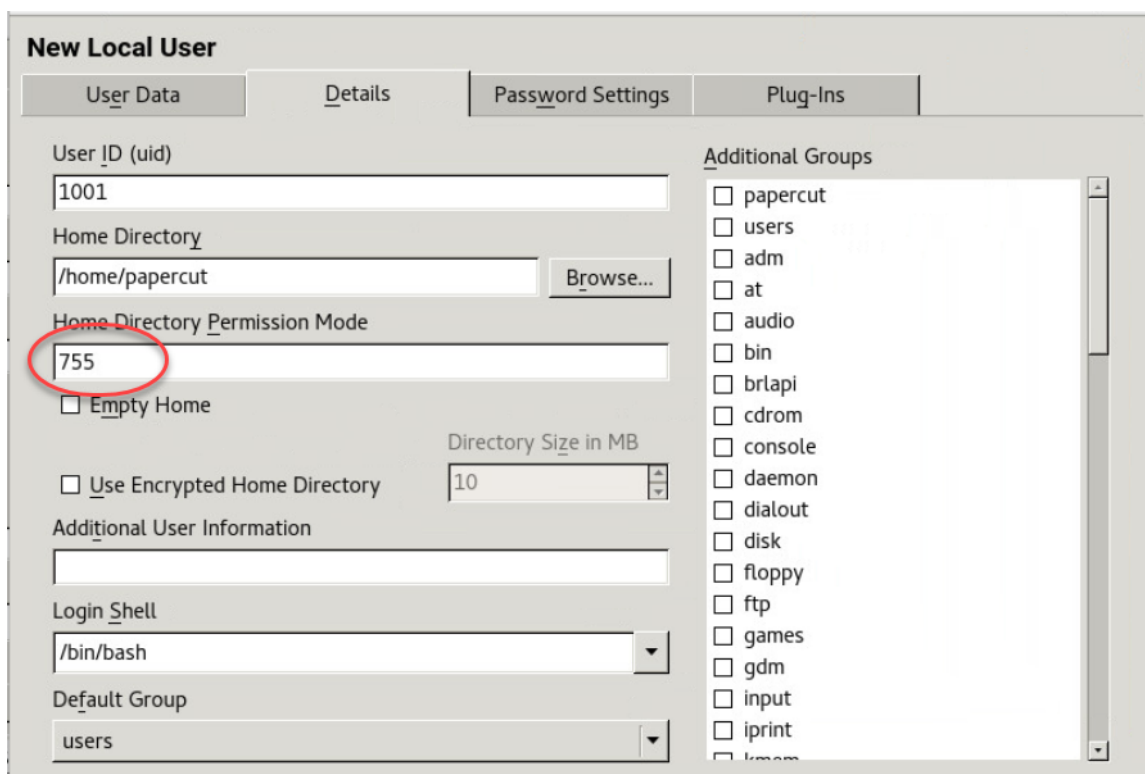 New Local User
User Data Details Password Settings Plug-Ins
User ID (uid)
1001
Home Directory
/home/papercut
Browse...
Home Directory Permission Mode
755
Empty Home
Directory Size in MB
Use Encrypted Home Directory
10
Additional User Information
Login Shell
/bin/bash
Default Group
users
Additional Groups
papercut
users
adm
at
audio
bin
brlapi
cdrom
console
daemon
dialout
disk
floppy
ftp
games
gdm
input
iprint